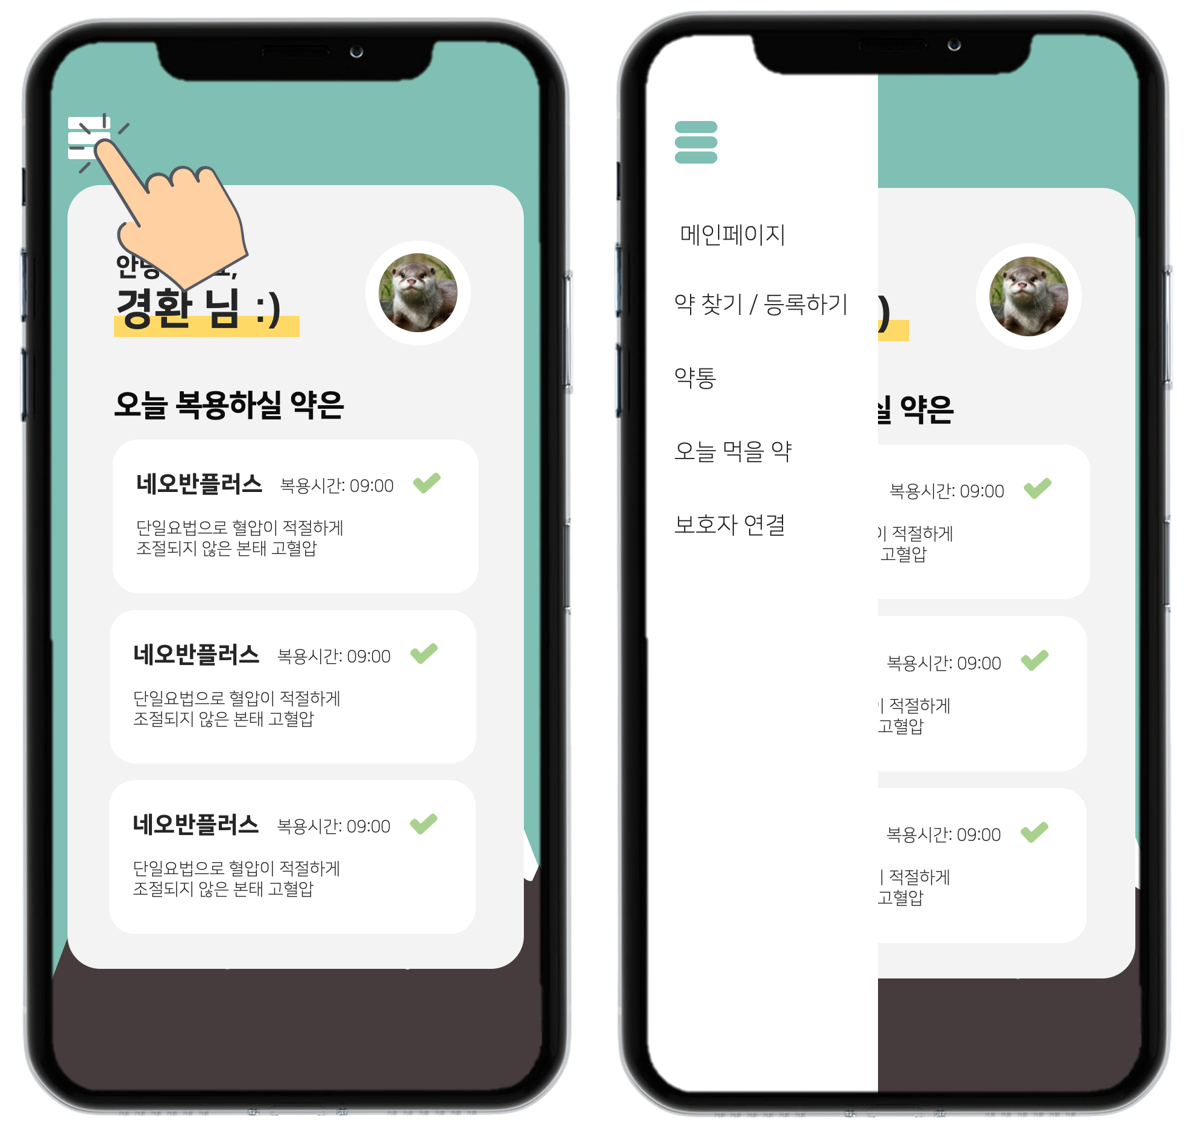 경환 님 :)
오늘 복용하실 약은
네오반플러스 복용시간: 09:00
단일요법으로 혈압이 적절하게
조절되지 않은 본태 고혈압
네오반플러스 복용시간: 09:00
단일요법으로 혈압이 적절하게
조절되지 않은 본태 고혈압
네오반플러스 복용시간: 09:00
단일요법으로 혈압이 적절하게
조절되지 않은 본태 고혈압
메인페이지
약 찾기 / 등록하기
약통
오늘 먹을 약
보호자 연결
)
실 약은
복용시간: 09:00
적절하게
고혈압
복용시간: 09:00
적절하게
고혈압
복용시간: 09:00
적절하게
고혈압